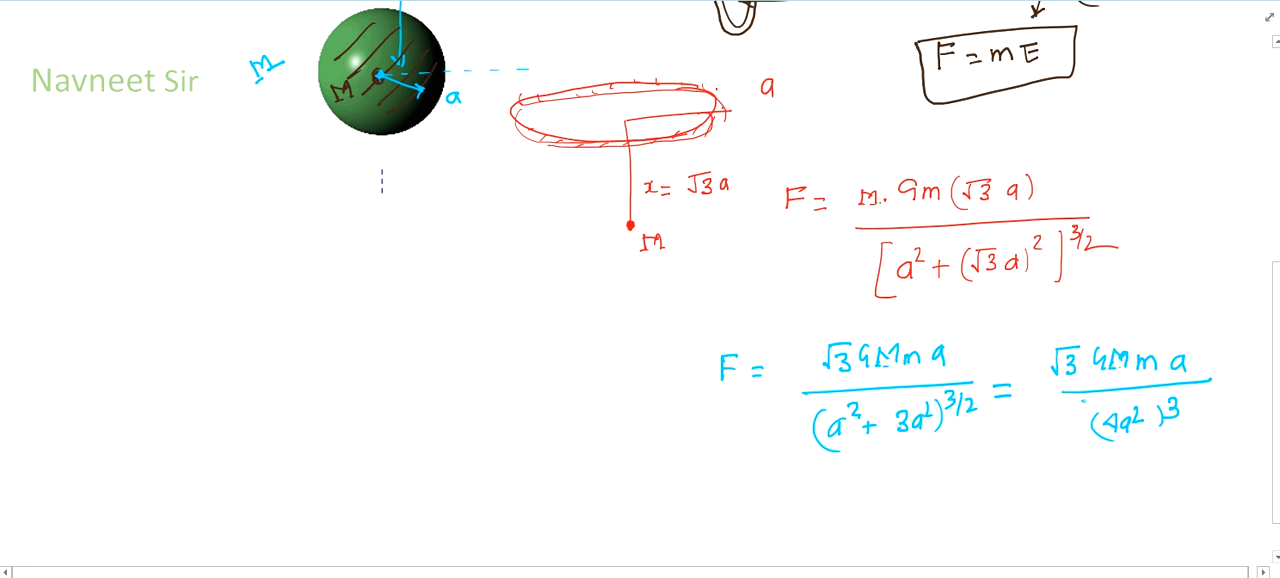 F = mE
M
Navneet Sir
M
a
a
x = √3 a
M
F = M. Gm (√3 a) / [a² + (√3 a)²]^3/2
F = √3 GMm a / (a² + 3a²)^3/2 = √3 GMm a / (4a²)^3